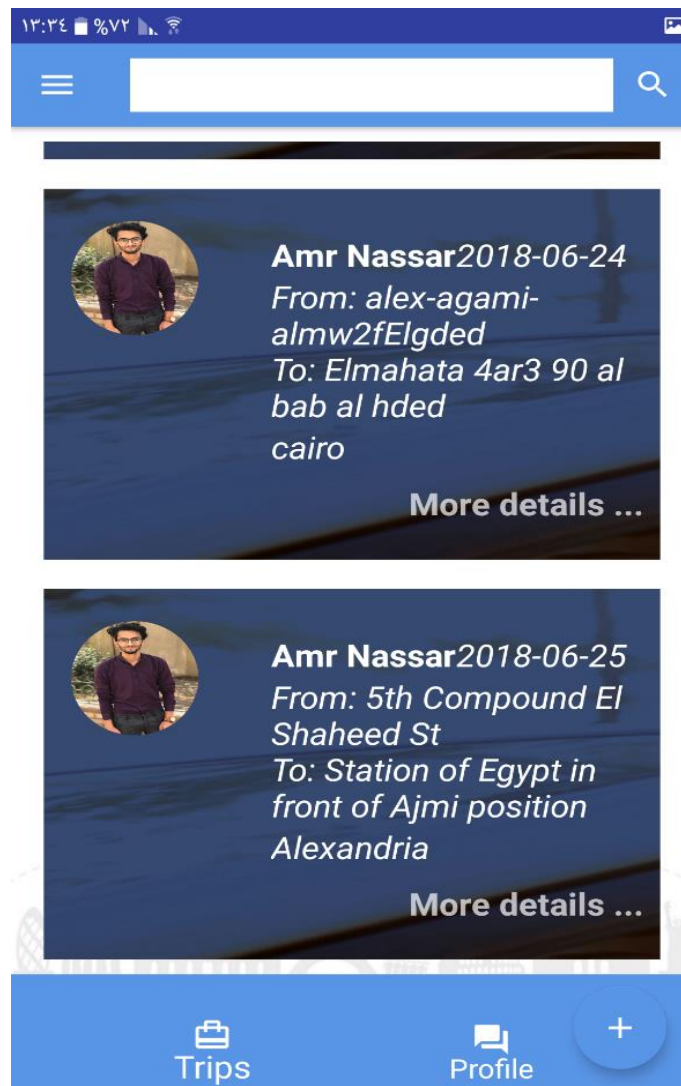 ١٣:٣٤ %٧٢
Amr Nassar2018-06-24
From: alex-agami-
almw2fElgded
To: Elmahata 4ar3 90 al
bab al hded
cairo
More details ...
Amr Nassar2018-06-25
From: 5th Compound El
Shaheed St
To: Station of Egypt in
front of Ajmi position
Alexandria
More details ...
Trips Profile +